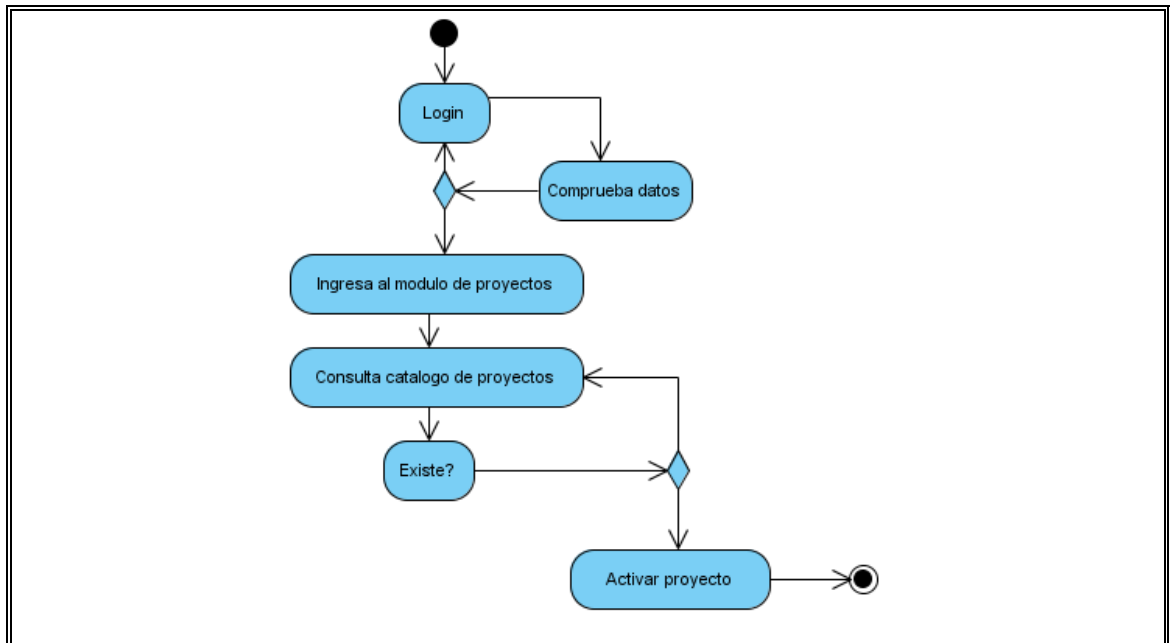 Login
Comprueba datos
Ingresa al modulo de proyectos
Consulta catalogo de proyectos
Existe?
Activar proyecto